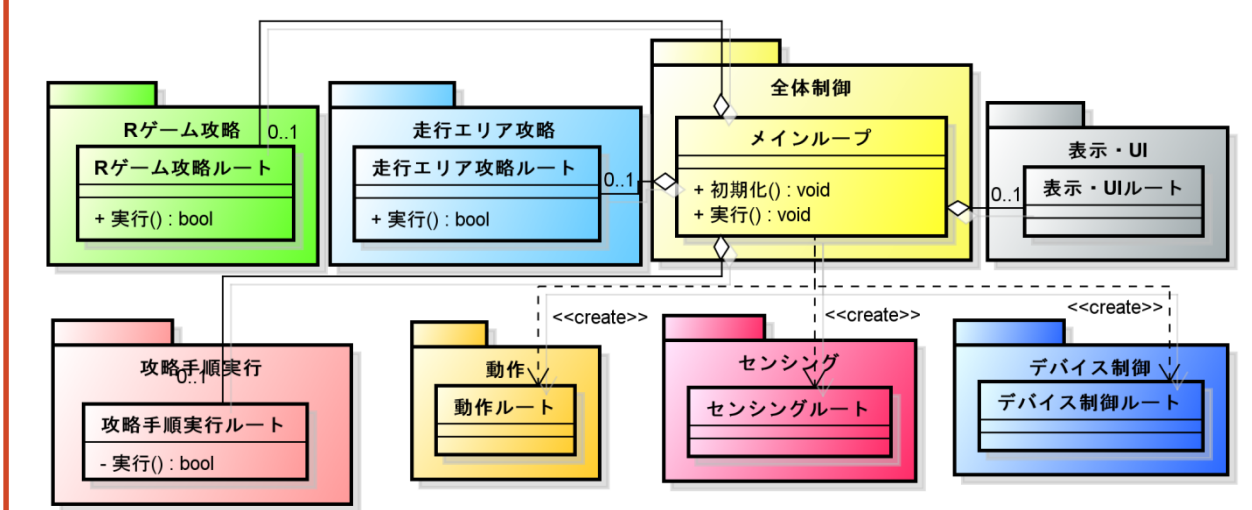 全体制御
Rゲーム攻略
0..1
走行エリア攻略
メインループ
表示・UI
Rゲーム攻略ルート
走行エリア攻略ルート
0..1
+ 初期化() : void
0..1
表示・UIルート
+ 実行() : bool
+ 実行() : bool
+ 実行() : void
<<create>>
<<create>>
<<create>>
攻略手順実行
0..1
動作
センシング
デバイス制御
攻略手順実行ルート
動作ルート
センシングルート
デバイス制御ルート
- 実行() : bool